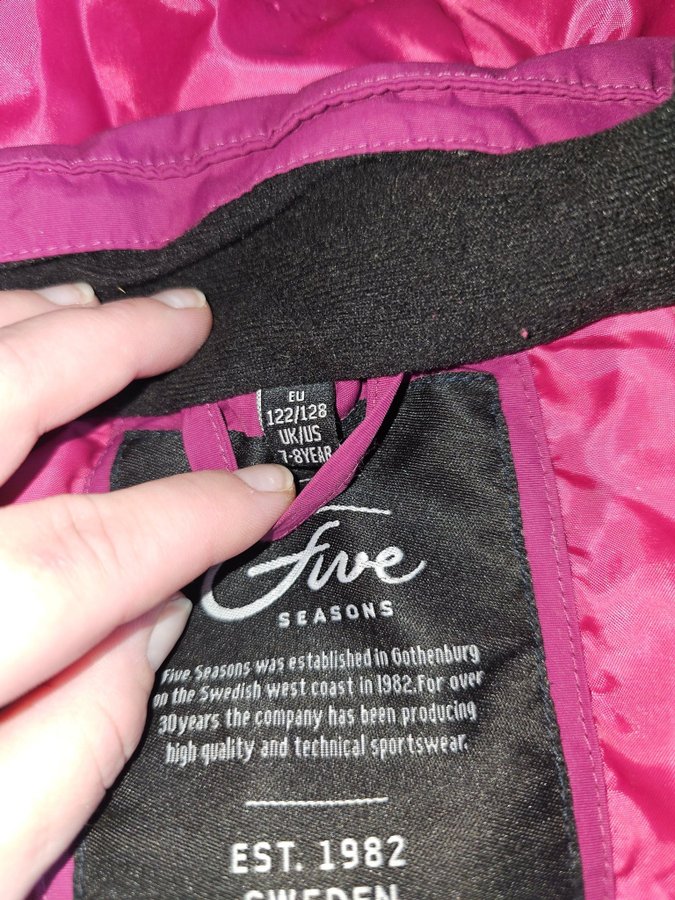 EU
122/128
UK/US
7-8YEAR
Five
SEASONS
Five Seasons was established in Gothenburg
on the Swedish west coast in 1982.For over
30years the company has been producing
high quality and technical sportswear.
EST. 1982
SWEDEN